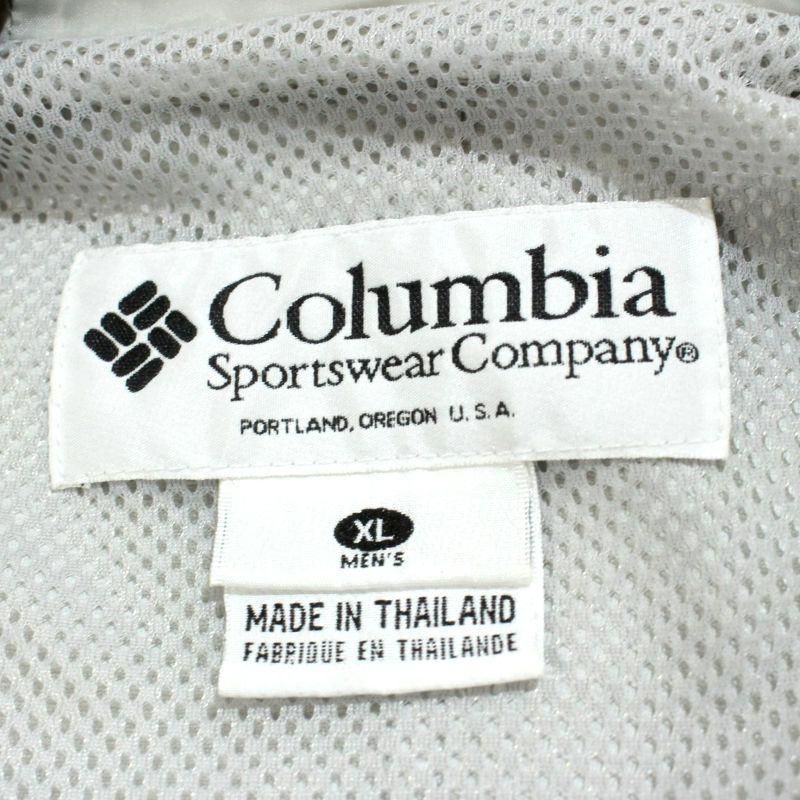 Columbia
Sportswear Company®
PORTLAND, OREGON U.S.A.
XL
MEN'S
MADE IN THAILAND
FABRIQUE EN THAILANDE